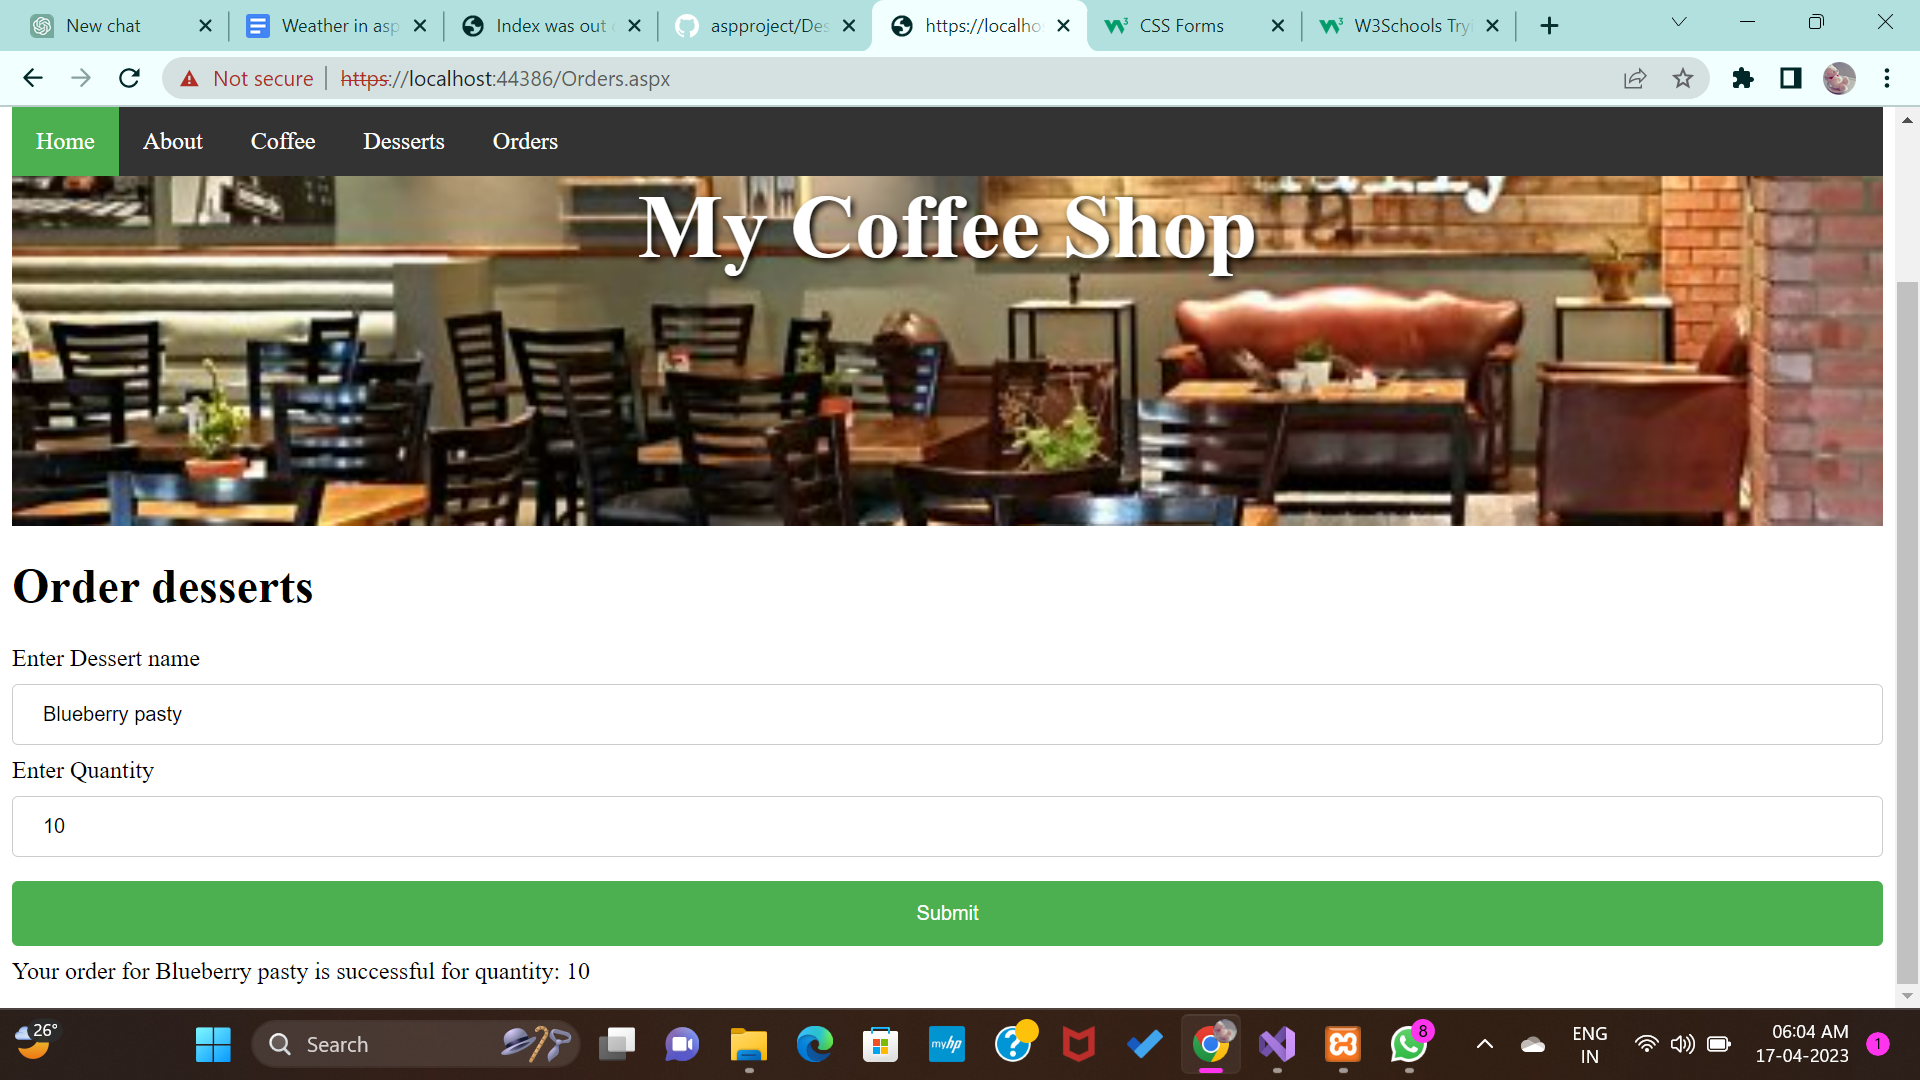 New chat
Weather in asp
Index was out
aspproject/Des
https://localho
CSS Forms
W3Schools Tryi
Not secure
https://localhost:44386/Orders.aspx
Home
About
Coffee
Desserts
Orders
My Coffee Shop
Order desserts
Enter Dessert name
Blueberry pasty
Enter Quantity
10
Submit
Your order for Blueberry pasty is successful for quantity: 10
26°
Search
myhp
8
ENG
IN
06:04 AM
17-04-2023
1